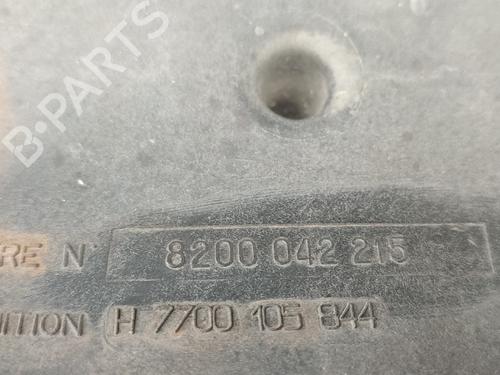 B-PARTS
RE N° 8200 042 215
ITION H 7700 105 844